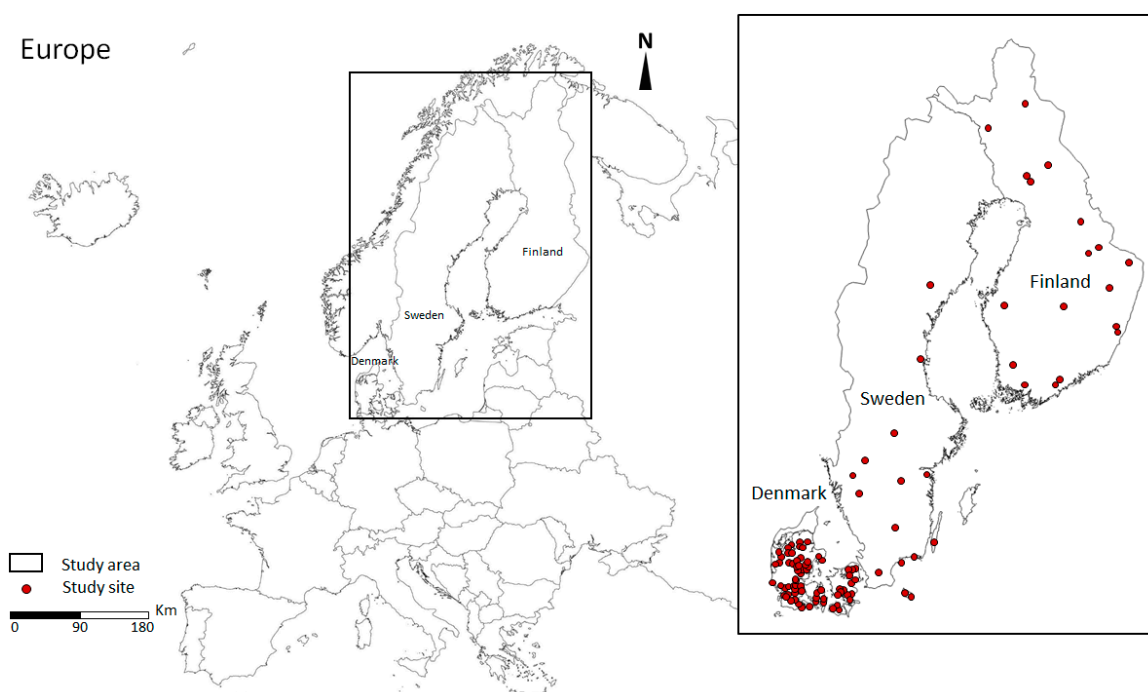 Europe
N
Finland
Sweden
Denmark
Study area
Study site
Km
0 90 180
Finland
Sweden
Denmark